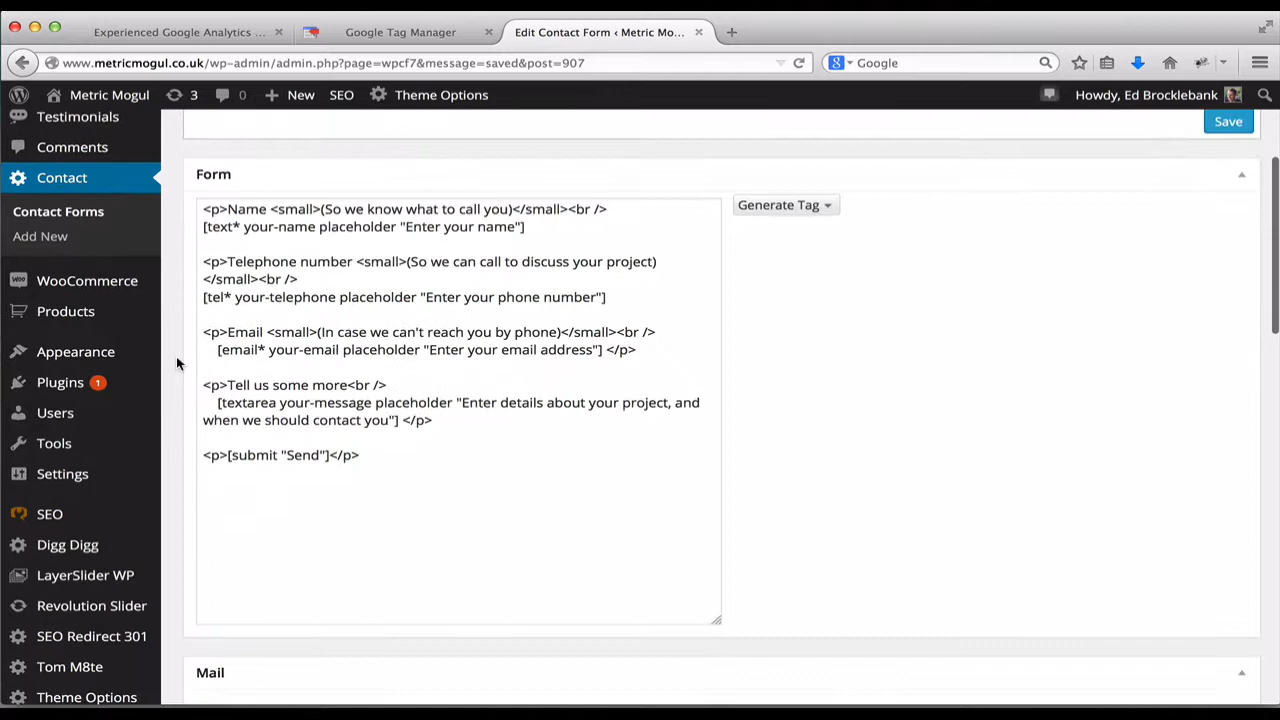 Experienced Google Analytics ...
Google Tag Manager
Edit Contact Form ‹ Metric Mo...
www.metricmogul.co.uk/wp-admin/admin.php?page=wpcf7&message=saved&post=907
Google
Metric Mogul
3
0
New
SEO
Theme Options
Howdy, Ed Brocklebank
Testimonials
Comments
Contact
Contact Forms
Add New
WooCommerce
Products
Appearance
Plugins 1
Users
Tools
Settings
SEO
Digg Digg
LayerSlider WP
Revolution Slider
SEO Redirect 301
Tom M8te
Theme Options
Save
Form
<p>Name <small>(So we know what to call you)</small><br />
[text* your-name placeholder "Enter your name"]
<p>Telephone number <small>(So we can call to discuss your project)
</small><br />
[tel* your-telephone placeholder "Enter your phone number"]
<p>Email <small>(In case we can't reach you by phone)</small><br />
[email* your-email placeholder "Enter your email address"] </p>
<p>Tell us some more<br />
[textarea your-message placeholder "Enter details about your project, and
when we should contact you"] </p>
<p>[submit "Send"]</p>
Generate Tag
Mail